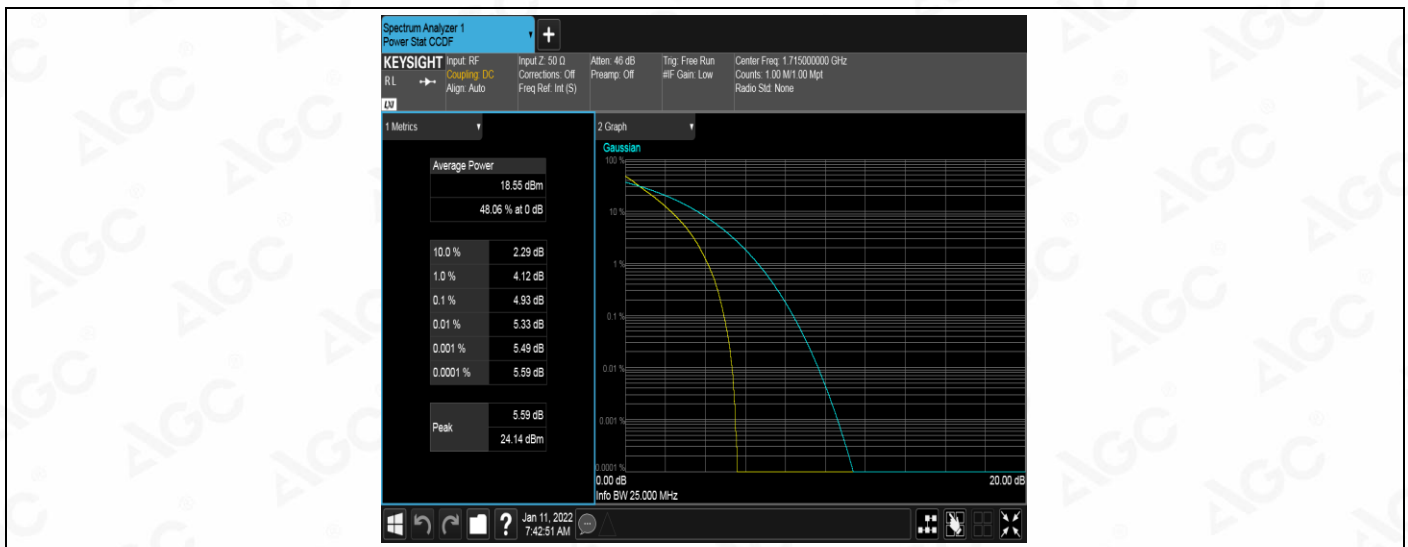 Spectrum Analyzer 1
Power Stat CCDF
+
KEYSIGHT
RL
LXI
Input: RF
Coupling: DC
Align: Auto
Input Z: 50 Ω
Corrections: Off
Freq Ref: Int (S)
Atten: 46 dB
Preamp: Off
Trig: Free Run
#IF Gain: Low
Center Freq: 1.715000000 GHz
Counts: 1.00 M/1.00 Mpt
Radio Std: None
1 Metrics
Average Power
18.55 dBm
48.06 % at 0 dB
10.0 % 2.29 dB
1.0 % 4.12 dB
0.1 % 4.93 dB
0.01 % 5.33 dB
0.001 % 5.49 dB
0.0001 % 5.59 dB
Peak
5.59 dB
24.14 dBm
2 Graph
Gaussian
100 %
10 %
1 %
0.1 %
0.01 %
0.001 %
0.0001 %
0.00 dB 20.00 dB
Info BW 25.000 MHz
?
Jan 11, 2022
7:42:51 AM
AGC